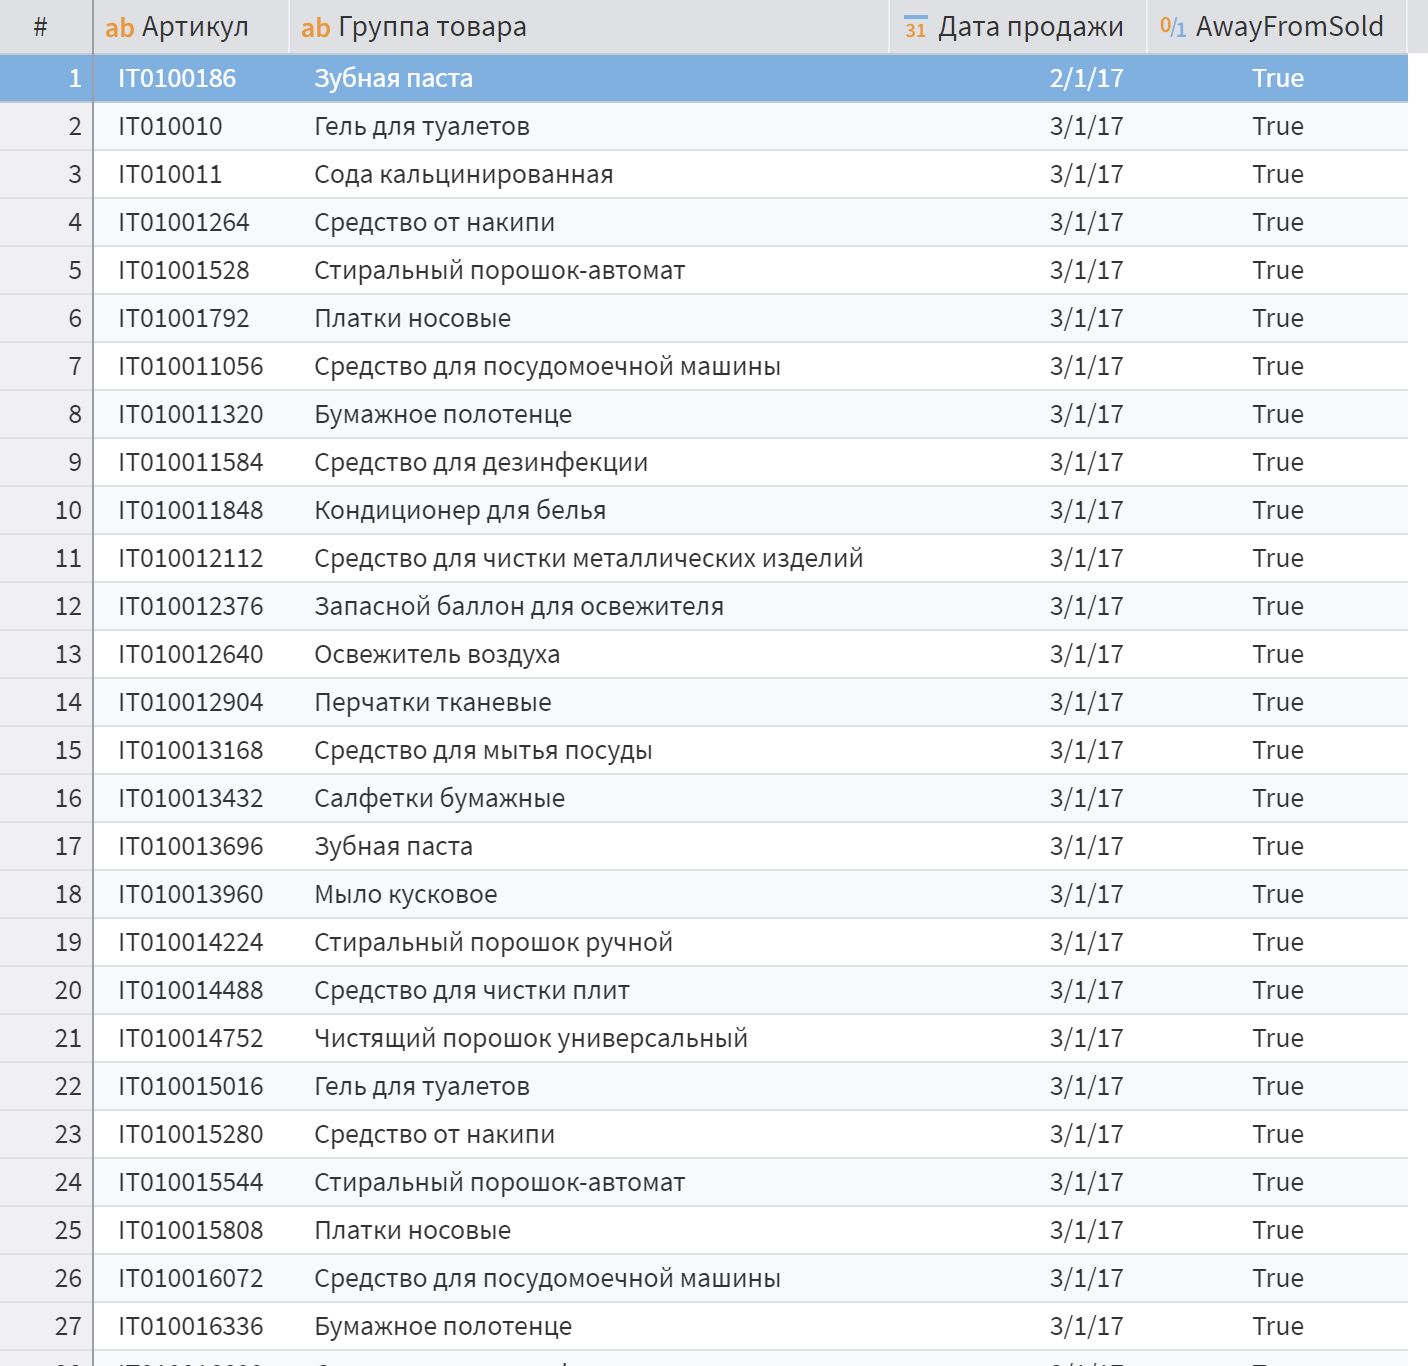 # ab Артикул ab Группа товара 31 Дата продажи 0/1 AwayFromSold
1 IT0100186 Зубная паста 2/1/17 True
2 IT010010 Гель для туалетов 3/1/17 True
3 IT010011 Сода кальцинированная 3/1/17 True
4 IT01001264 Средство от накипи 3/1/17 True
5 IT01001528 Стиральный порошок-автомат 3/1/17 True
6 IT01001792 Платки носовые 3/1/17 True
7 IT010011056 Средство для посудомоечной машины 3/1/17 True
8 IT010011320 Бумажное полотенце 3/1/17 True
9 IT010011584 Средство для дезинфекции 3/1/17 True
10 IT010011848 Кондиционер для белья 3/1/17 True
11 IT010012112 Средство для чистки металлических изделий 3/1/17 True
12 IT010012376 Запасной баллон для освежителя 3/1/17 True
13 IT010012640 Освежитель воздуха 3/1/17 True
14 IT010012904 Перчатки тканевые 3/1/17 True
15 IT010013168 Средство для мытья посуды 3/1/17 True
16 IT010013432 Салфетки бумажные 3/1/17 True
17 IT010013696 Зубная паста 3/1/17 True
18 IT010013960 Мыло кусковое 3/1/17 True
19 IT010014224 Стиральный порошок ручной 3/1/17 True
20 IT010014488 Средство для чистки плит 3/1/17 True
21 IT010014752 Чистящий порошок универсальный 3/1/17 True
22 IT010015016 Гель для туалетов 3/1/17 True
23 IT010015280 Средство от накипи 3/1/17 True
24 IT010015544 Стиральный порошок-автомат 3/1/17 True
25 IT010015808 Платки носовые 3/1/17 True
26 IT010016072 Средство для посудомоечной машины 3/1/17 True
27 IT010016336 Бумажное полотенце 3/1/17 True